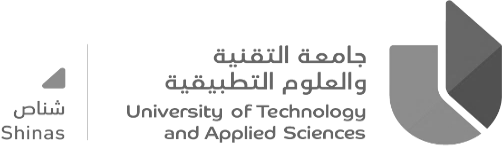 جامعة التقنية
والعلوم التطبيقية
University of Technology
and Applied Sciences
شناص
Shinas